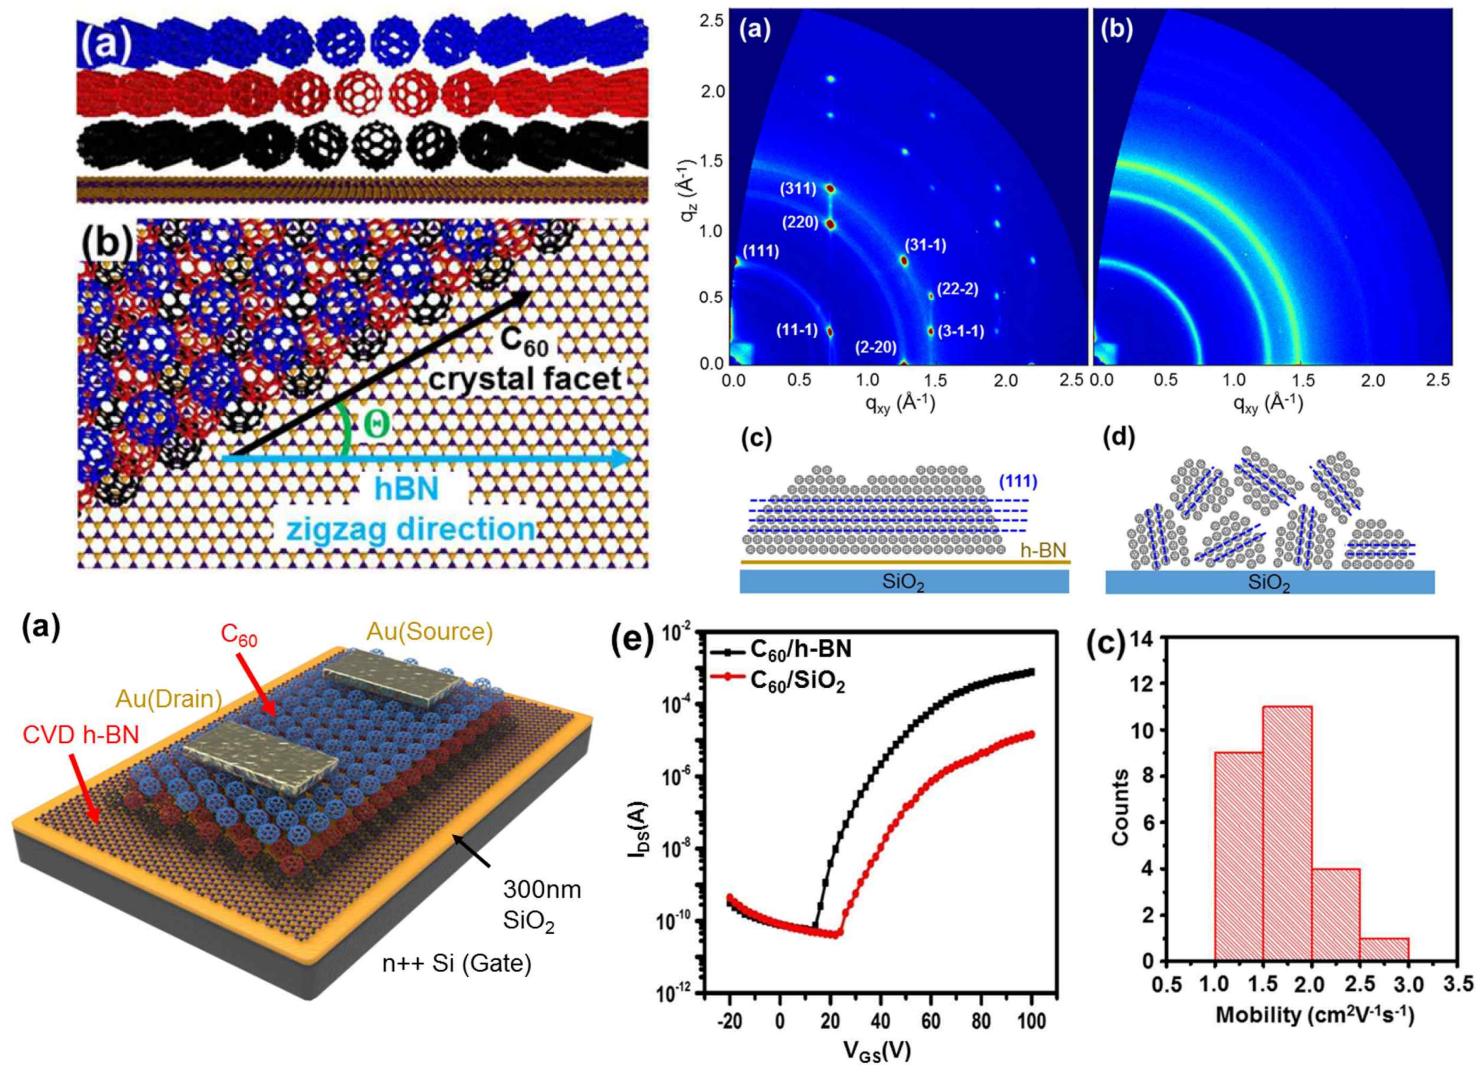 (a)
(b)
C60
crystal facet
Θ
hBN
zigzag direction
(a)
2.5
2.0
1.5
1.0
0.5
0.0
qz (Å-1)
(311)
(220)
(111)
(31-1)
(22-2)
(11-1)
(3-1-1)
(2-20)
0.0 0.5 1.0 1.5 2.0 2.5
qxy (Å-1)
(b)
0.0 0.5 1.0 1.5 2.0 2.5
qxy (Å-1)
(c)
(111)
h-BN
SiO2
(d)
SiO2
(a)
C60
Au(Source)
Au(Drain)
CVD h-BN
300nm
SiO2
n++ Si (Gate)
(e)
C60/h-BN
C60/SiO2
10-2
10-4
10-6
10-8
10-10
10-12
IDS(A)
-20 0 20 40 60 80 100
VGS(V)
(c)
14
12
10
8
6
4
2
0
Counts
0.5 1.0 1.5 2.0 2.5 3.0 3.5
Mobility (cm2V-1s-1)